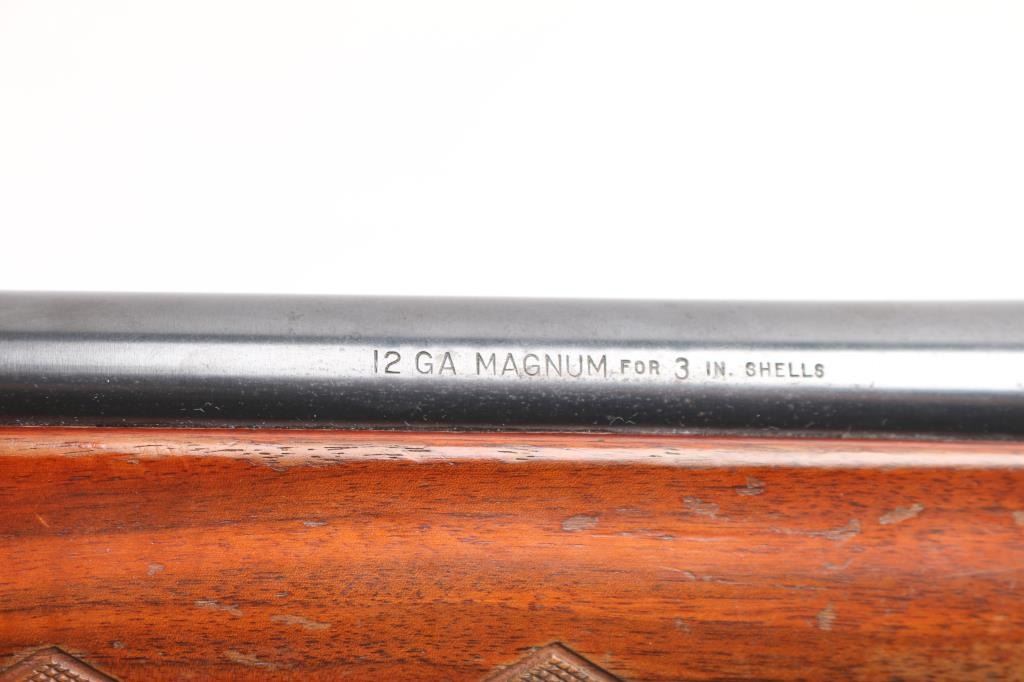 12 GA MAGNUM FOR 3 IN. SHELLS